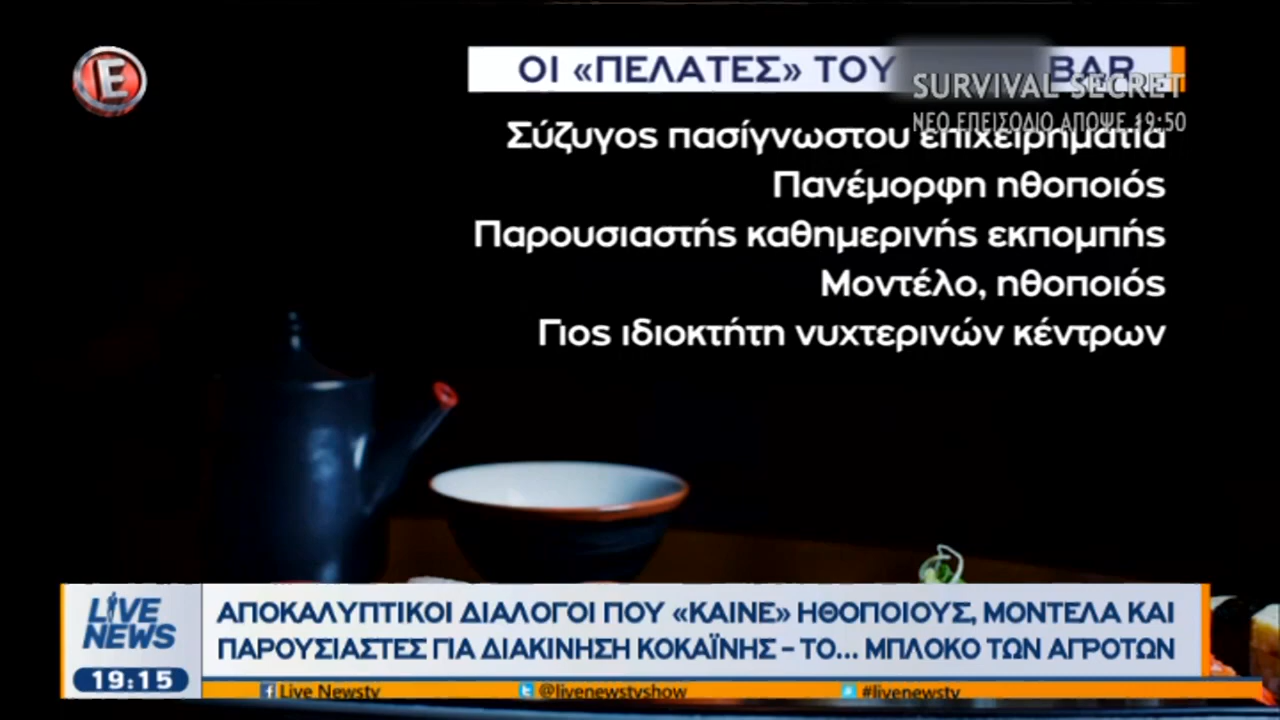 E
ΟΙ «ΠΕΛΑΤΕΣ» ΤΟΥ BAR
SURVIVAL SECRET
ΝΕΟ ΕΠΕΙΣΟΔΙΟ ΑΠΟΨΕ 19:50
Σύζυγος πασίγνωστου επιχειρηματία
Πανέμορφη ηθοποιός
Παρουσιαστής καθημερινής εκπομπής
Μοντέλο, ηθοποιός
Γιος ιδιοκτήτη νυχτερινών κέντρων
LIVE
NEWS
19:15
ΑΠΟΚΑΛΥΠΤΙΚΟΙ ΔΙΑΛΟΓΟΙ ΠΟΥ «ΚΑΙΝΕ» ΗΘΟΠΟΙΟΥΣ, ΜΟΝΤΕΛΑ ΚΑΙ
ΠΑΡΟΥΣΙΑΣΤΕΣ ΓΙΑ ΔΙΑΚΙΝΗΣΗ ΚΟΚΑΪΝΗΣ – ΤΟ... ΜΠΛΟΚΟ ΤΩΝ ΑΓΡΟΤΩΝ
Live Newstv
@livenewstvshow
#livenewstv